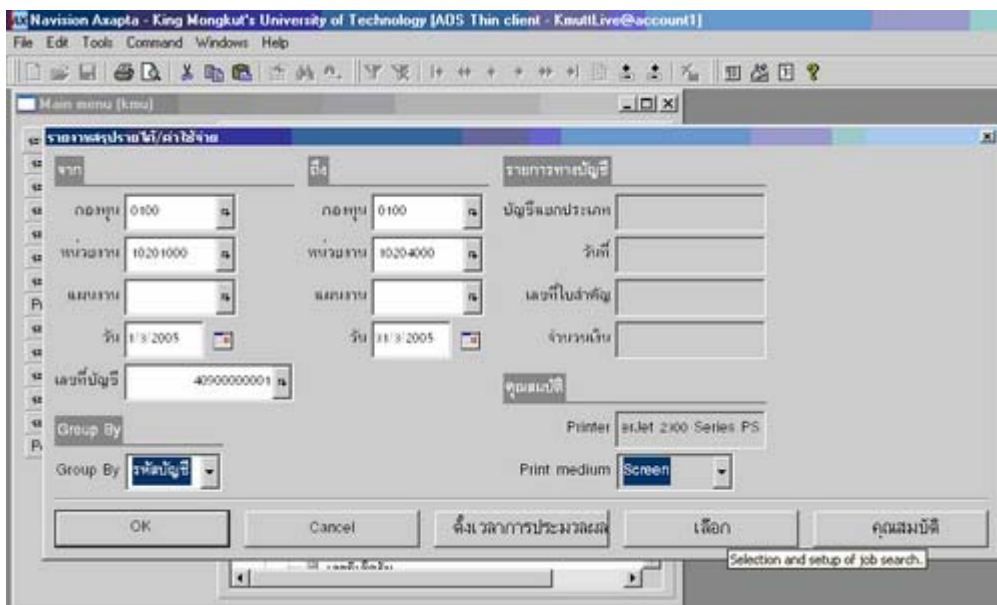 Navision Axapta - King Mongkut's University of Technology [AOS Thin client - KmuttLive@account1]
File Edit Tools Command Windows Help
Main menu (kmu)
รายงานสรุปรายได้/ค่าใช้จ่าย
จาก ถึง รายการทางบัญชี
กองทุน 0100 กองทุน 0100 บัญชีแยกประเภท
หน่วยงาน 10201000 หน่วยงาน 10204000 วันที่
แผนงาน แผนงาน เลขที่ใบสำคัญ
วัน 1/3/2005 วัน 31/3/2005 จำนวนเงิน
เลขที่บัญชี 40900000001
คุณสมบัติ
Group By Printer erJet 2300 Series PS
Group By รหัสบัญชี Print medium Screen
OK Cancel ตั้งเวลาการประมวลผล เลือก คุณสมบัติ
Selection and setup of job search.